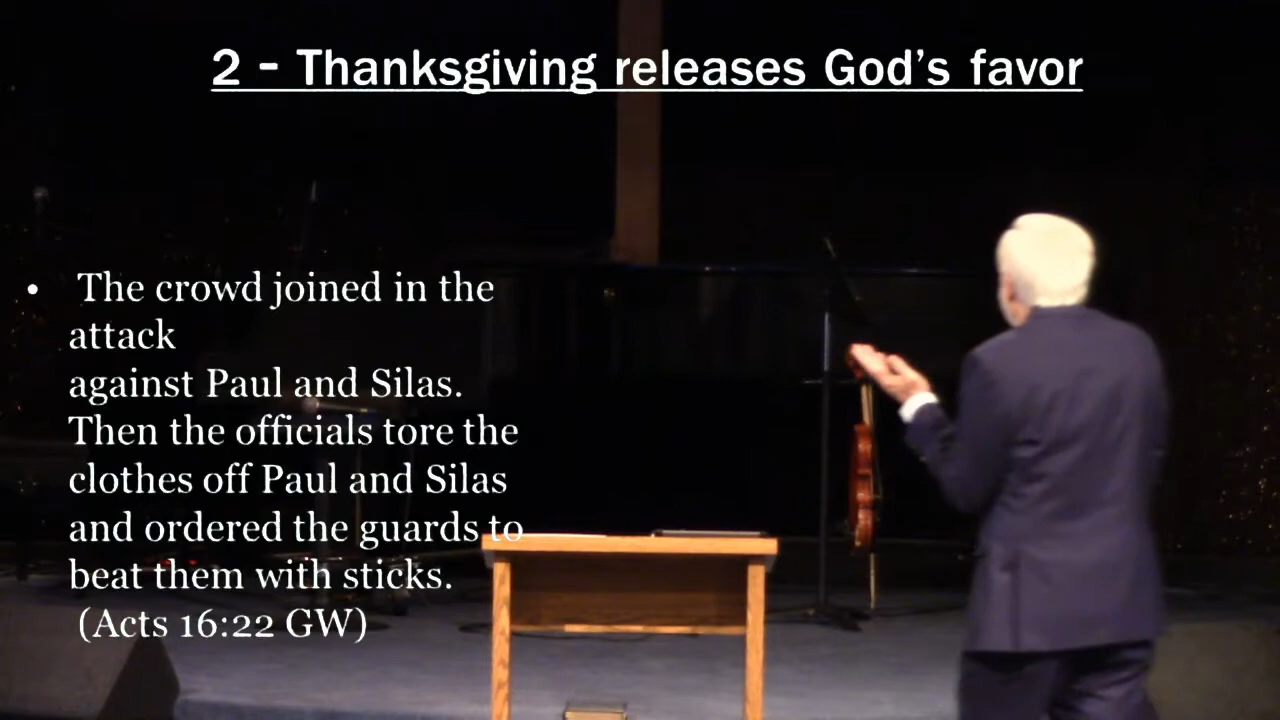 2 - Thanksgiving releases God's favor
• The crowd joined in the
attack
against Paul and Silas.
Then the officials tore the
clothes off Paul and Silas
and ordered the guards to
beat them with sticks.
(Acts 16:22 GW)